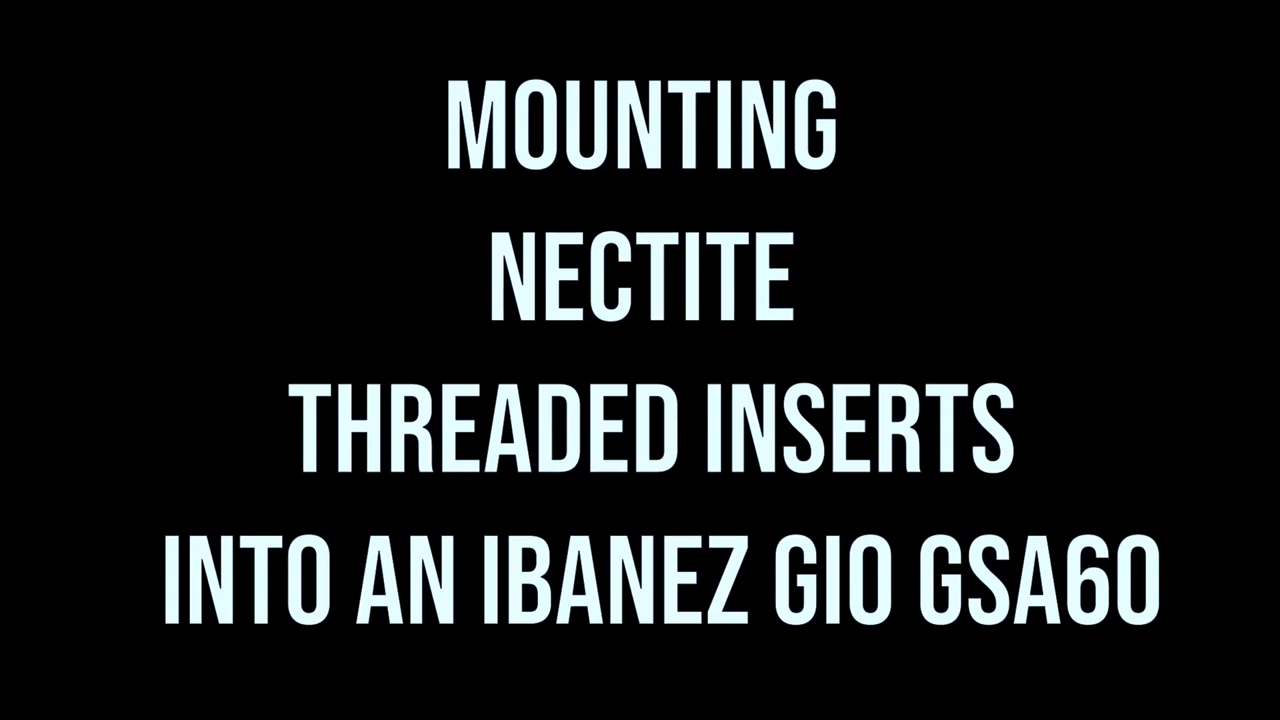 MOUNTING
NECTITE
THREADED INSERTS
INTO AN IBANEZ GIO GSA60